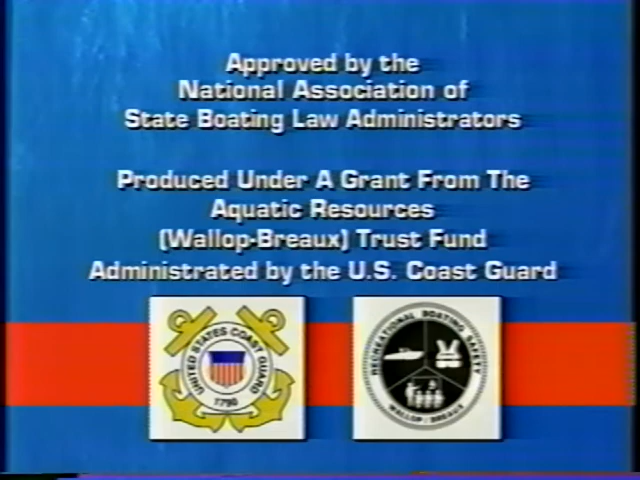 Approved by the
National Association of
State Boating Law Administrators
Produced Under A Grant From The
Aquatic Resources
(Wallop-Breaux) Trust Fund
Administrated by the U.S. Coast Guard
UNITED STATES COAST GUARD
1790
RECREATIONAL BOATING SAFETY
WALLOP / BREAUX